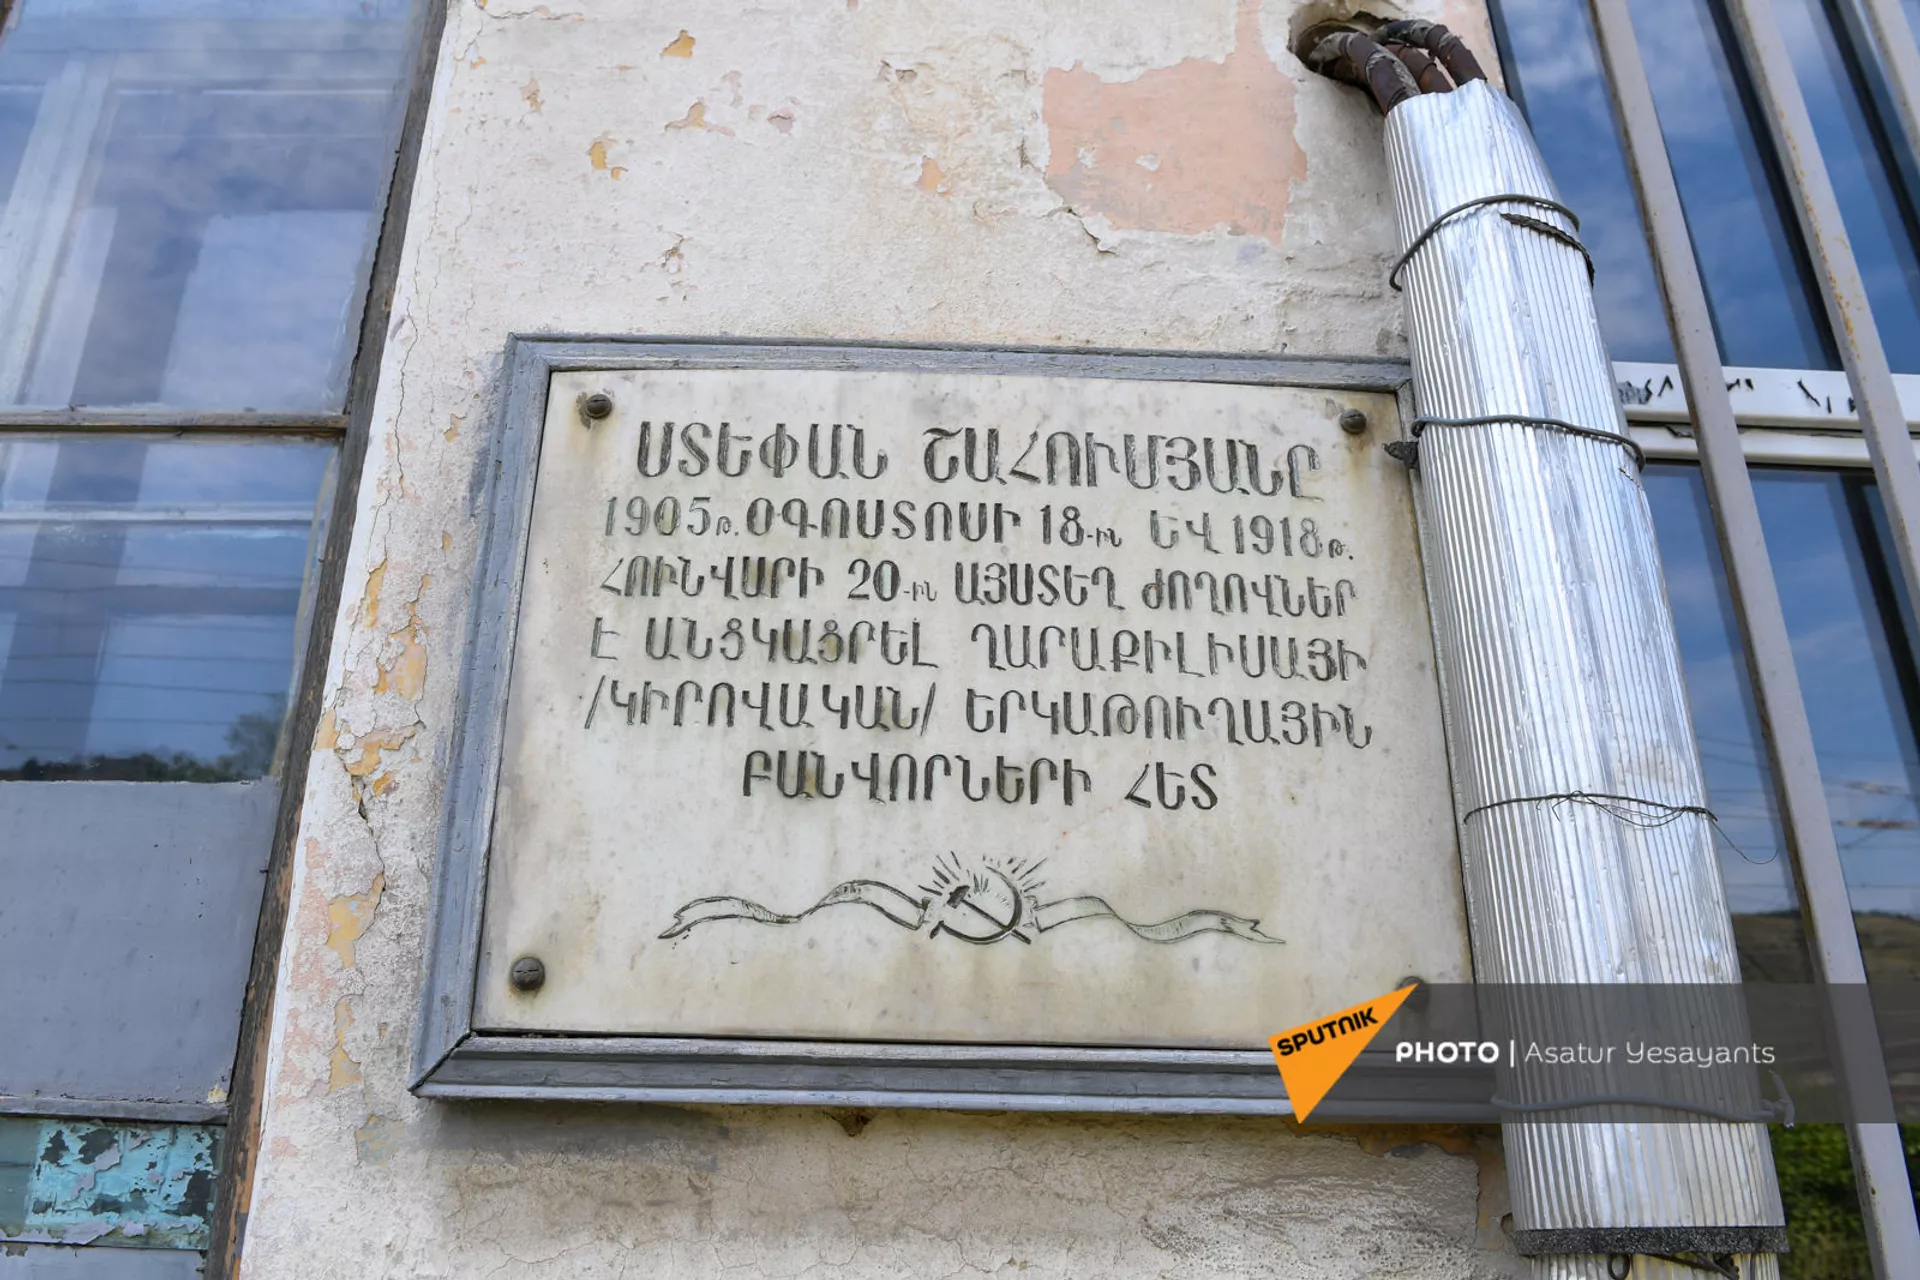 ՍՏԵՓԱՆ ՇԱՀՈՒՄՅԱՆԸ
1905թ. ՕԳՈՍՏՈՍԻ 18-ին ԵՎ 1918թ.
ՀՈՒՆՎԱՐԻ 20-ին ԱՅՍՏԵՂ ԺՈՂՈՎՆԵՐ
Է ԱՆՑԿԱՑՐԵԼ ՂԱՐԱՔԻԼԻՍԱՅԻ
/ԿԻՐՈՎԱԿԱՆ/ ԵՐԿԱԹՈՒՂԱՅԻՆ
ԲԱՆՎՈՐՆԵՐԻ ՀԵՏ
SPUTNIK PHOTO | Asatur Yesayants